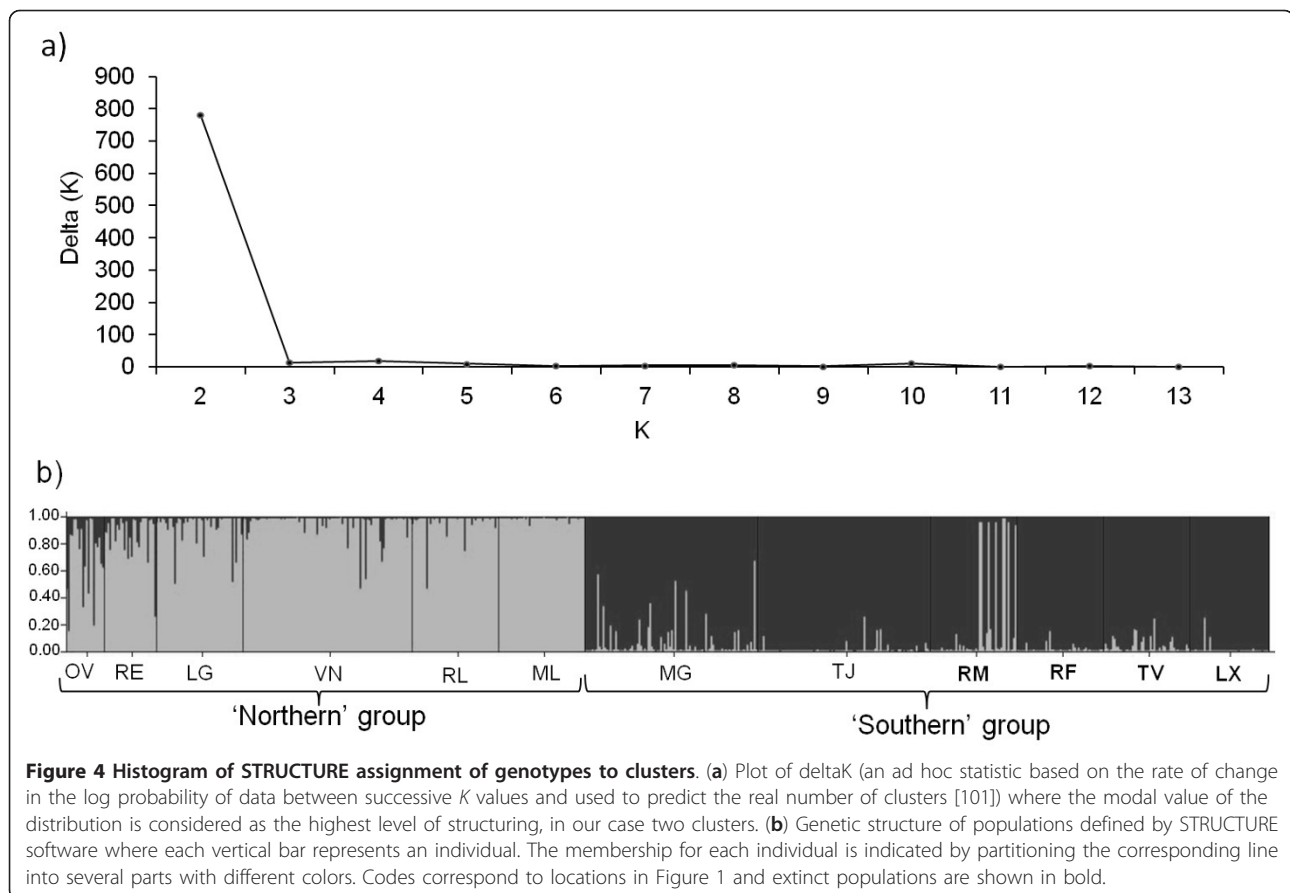 a)
900
800
700
600
500
400
300
200
100
0
Delta (K)
2 3 4 5 6 7 8 9 10 11 12 13
K
b)
1.00
0.80
0.60
0.40
0.20
0.00
OV RE LG VN RL ML MG TJ RM RF TV LX
'Northern' group 'Southern' group
Figure 4 Histogram of STRUCTURE assignment of genotypes to clusters. (a) Plot of deltaK (an ad hoc statistic based on the rate of change
in the log probability of data between successive K values and used to predict the real number of clusters [101]) where the modal value of the
distribution is considered as the highest level of structuring, in our case two clusters. (b) Genetic structure of populations defined by STRUCTURE
software where each vertical bar represents an individual. The membership for each individual is indicated by partitioning the corresponding line
into several parts with different colors. Codes correspond to locations in Figure 1 and extinct populations are shown in bold.